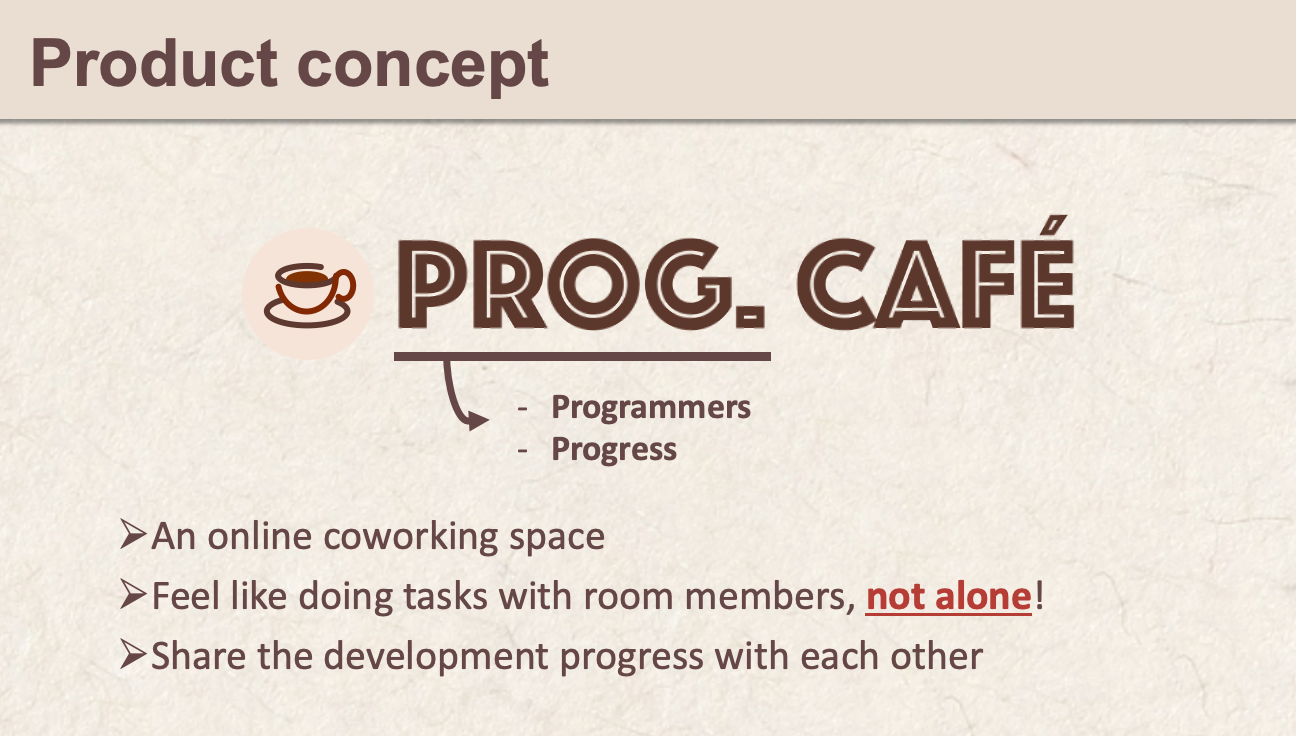 Product concept
PROG. CAFÉ
- Programmers
- Progress
➢An online coworking space
➢Feel like doing tasks with room members, not alone!
➢Share the development progress with each other